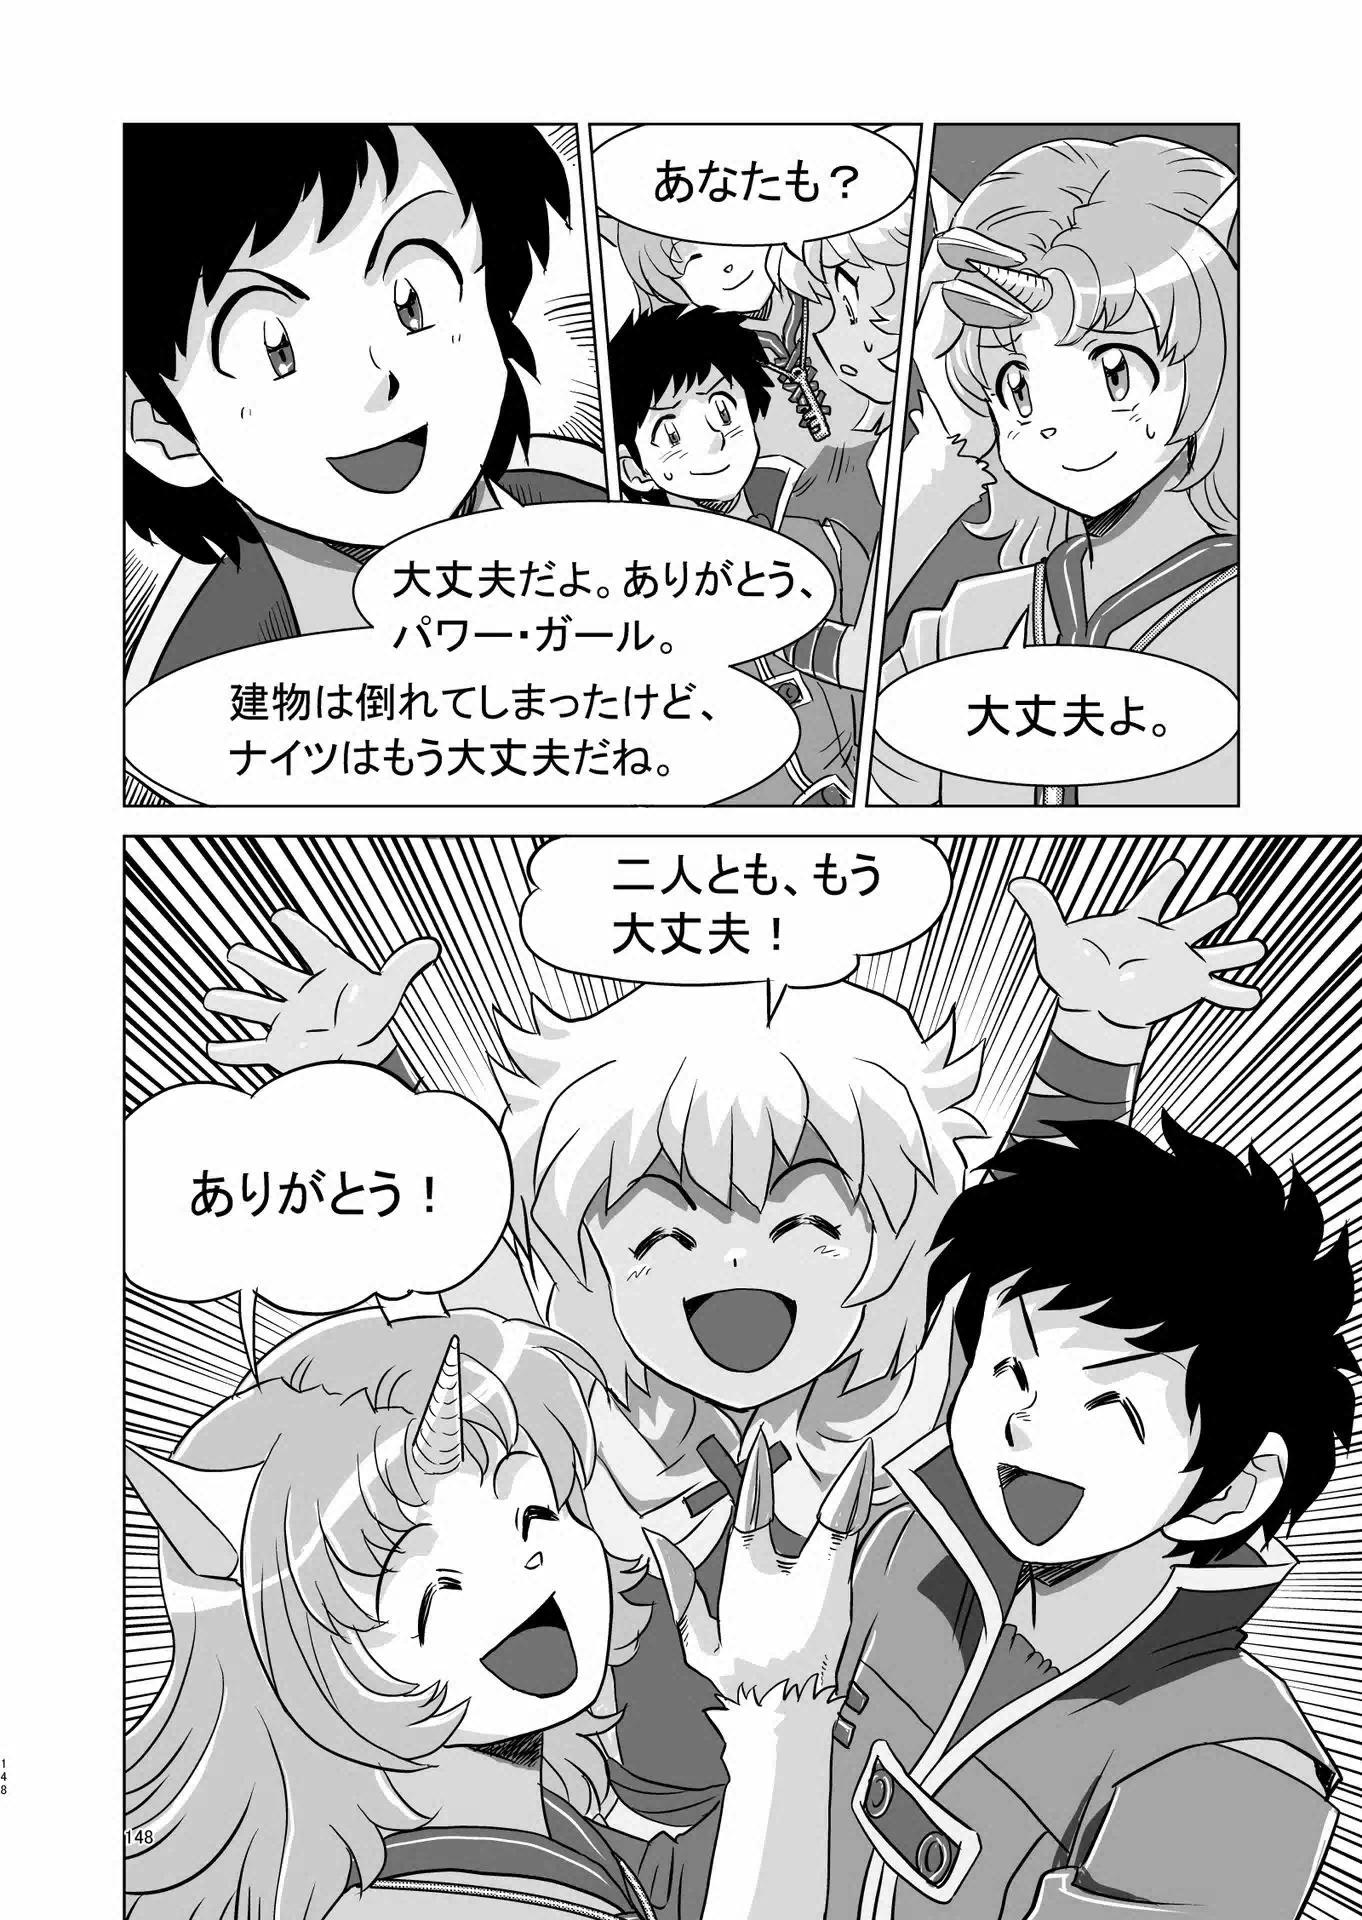 大丈夫よ。
あなたも？
大丈夫だよ。ありがとう、
パワー・ガール。
建物は倒れてしまったけど、
ナイツはもう大丈夫だね。
二人とも、もう
大丈夫！
ありがとう！
148
148